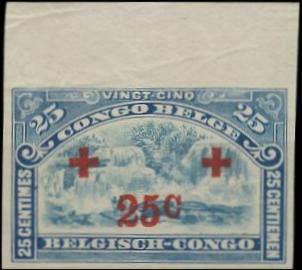 VINGT-CINQ
25 CONGO BELGE 25
25 CENTIMES
25c
25 CENTIEMEN
BELGISCH-CONGO